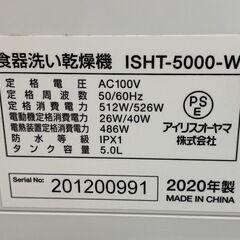 食器洗い乾燥機 ISHT-5000-W
定格電圧 AC100V
定格周波数 50/60Hz
定格消費電力 512W/526W
電動機定格消費電力 26W/40W
電熱装置定格消費電力 486W
防水等級 IPX1
タンク容量 5.0L
PSE
アイリスオーヤマ
株式会社
Serial No: 201200991
2020年製
MADE IN CHINA